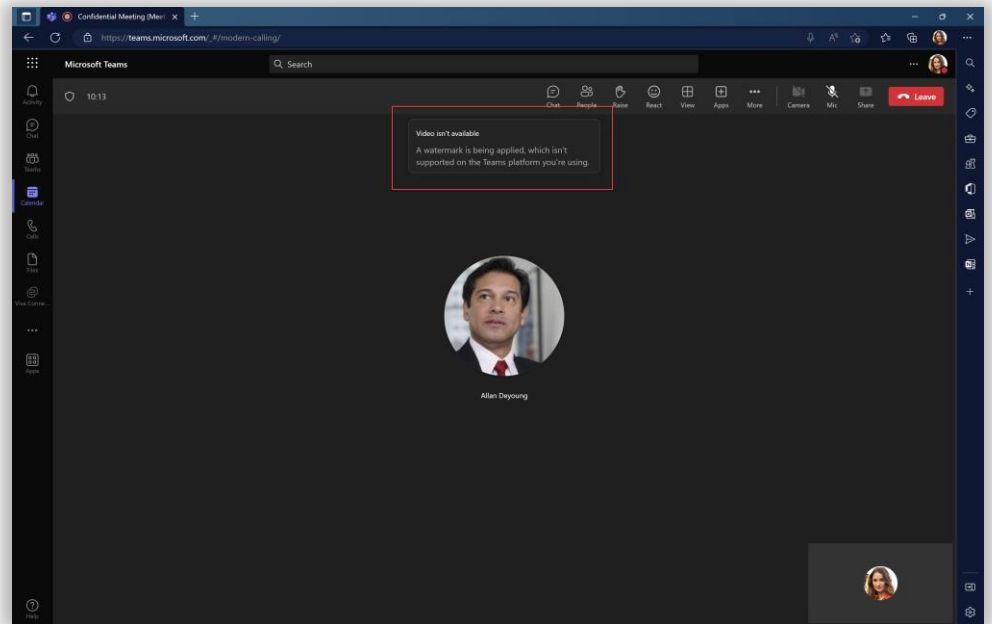 Confidential Meeting (Meeti
https://teams.microsoft.com/_#/modern-calling/
Microsoft Teams
Search
10:13
Chat
People
Raise
React
View
Apps
More
Camera
Mic
Share
Leave
Video isn't available
A watermark is being applied, which isn't
supported on the Teams platform you're using.
Activity
Chat
Teams
Calendar
Calls
Files
Viva Conne...
Apps
Allan Deyoung
Help